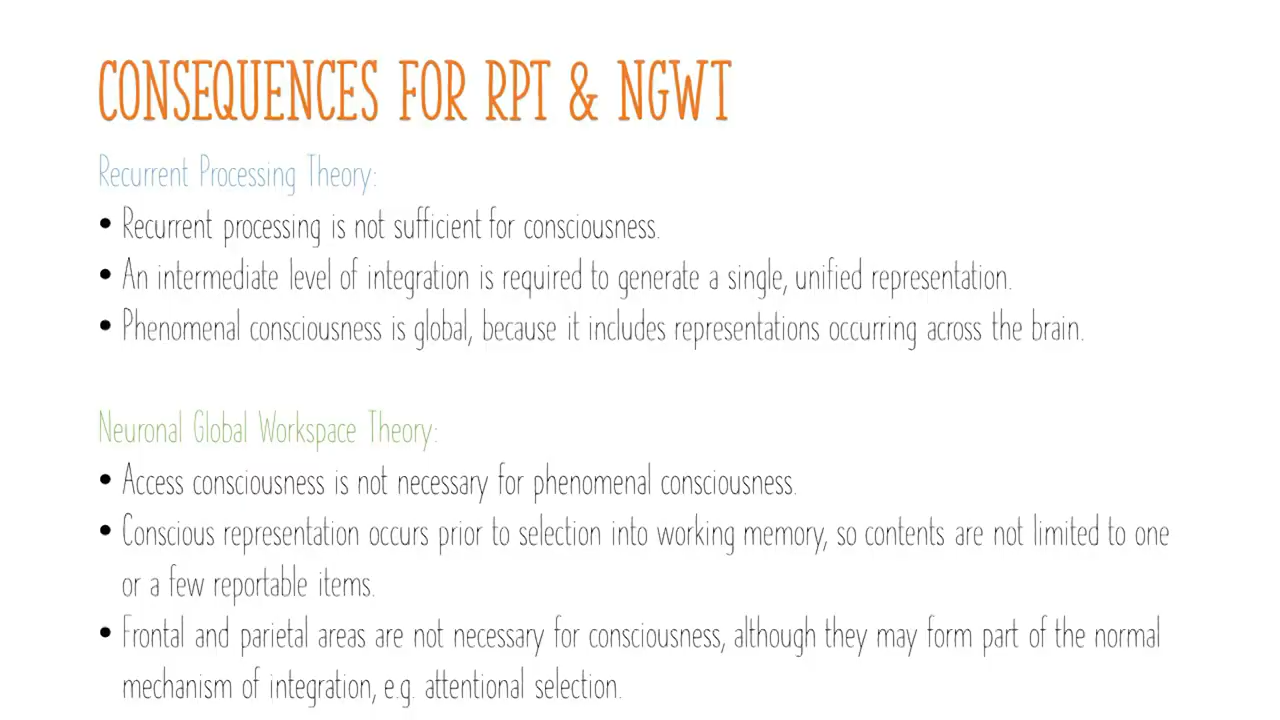 CONSEQUENCES FOR RPT & NGWT
Recurrent Processing Theory:
• Recurrent processing is not sufficient for consciousness.
• An intermediate level of integration is required to generate a single, unified representation.
• Phenomenal consciousness is global, because it includes representations occurring across the brain.
Neuronal Global Workspace Theory:
• Access consciousness is not necessary for phenomenal consciousness.
• Conscious representation occurs prior to selection into working memory, so contents are not limited to one
or a few reportable items.
• Frontal and parietal areas are not necessary for consciousness, although they may form part of the normal
mechanism of integration, e.g. attentional selection.